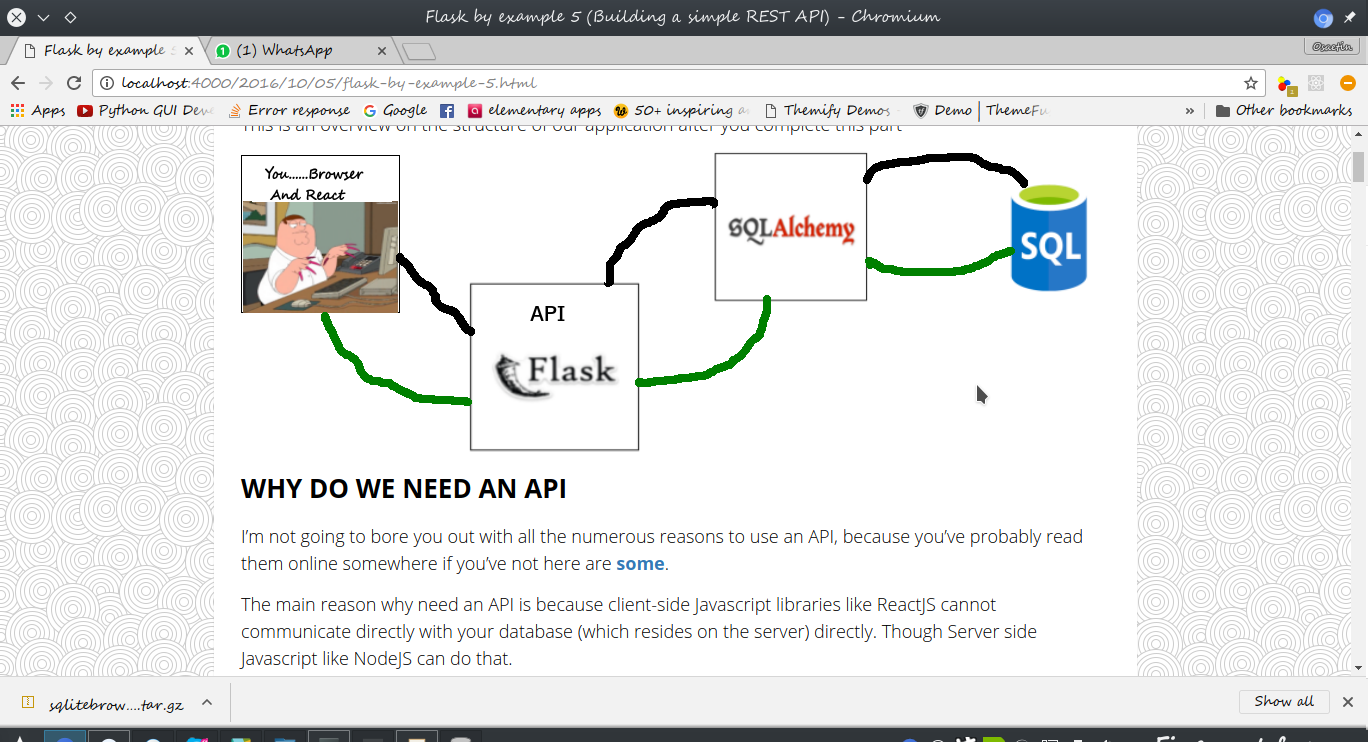 Flask by example 5 (Building a simple REST API) - Chromium
Flask by example 5
(1) WhatsApp
Osaetin
localhost:4000/2016/10/05/flask-by-example-5.html
Apps Python GUI Deve Error response Google elementary apps 50+ inspiring a Themify Demos Demo | ThemeFu » Other bookmarks
This is an overview on the structure of our application after you complete this part
You......Browser
And React
SQLAlchemy
SQL
API
Flask
WHY DO WE NEED AN API
I'm not going to bore you out with all the numerous reasons to use an API, because you've probably read
them online somewhere if you've not here are some.
The main reason why need an API is because client-side Javascript libraries like ReactJS cannot
communicate directly with your database (which resides on the server) directly. Though Server side
Javascript like NodeJS can do that.
sqlitebrow....tar.gz
Show all